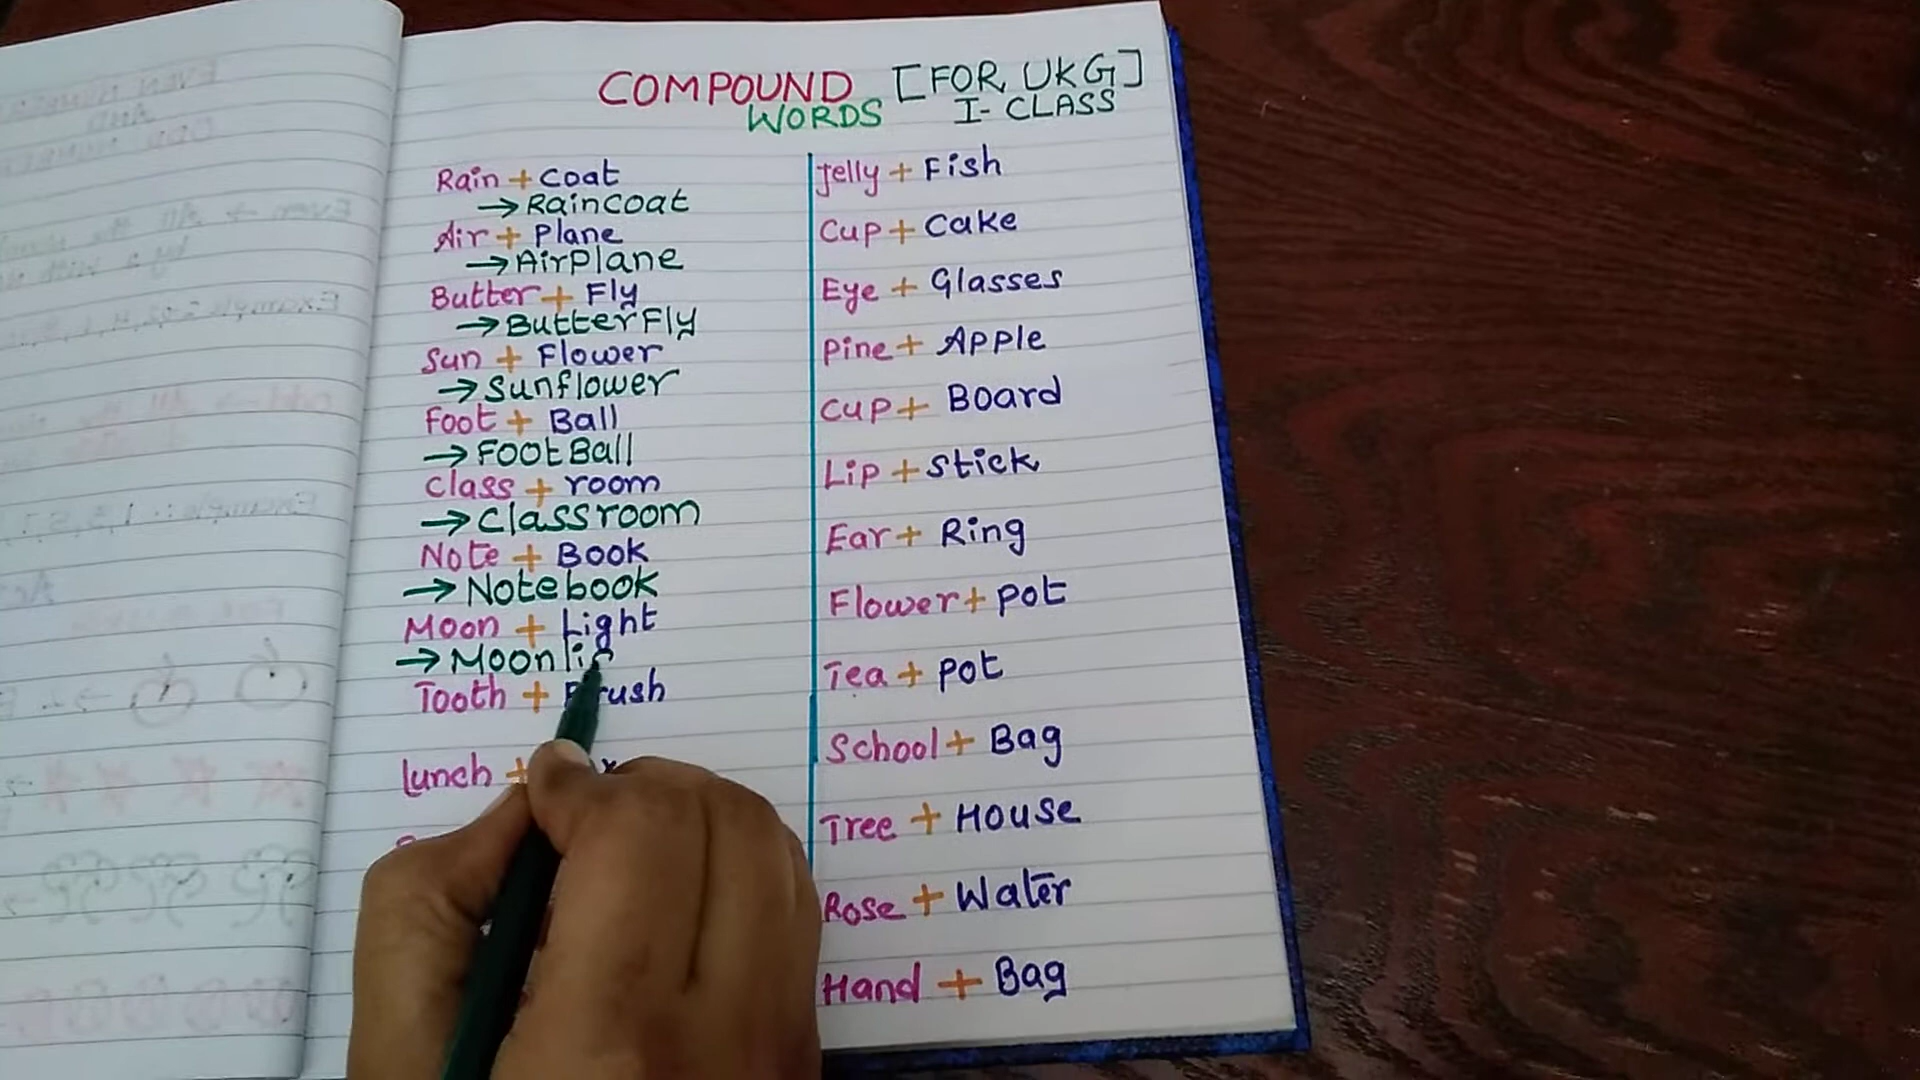 COMPOUND [FOR UKG]
WORDS I- CLASS
Rain + Coat
→ RainCoat
Air + Plane
→ AirPlane
Butter + Fly
→ ButterFly
Sun + Flower
→ Sunflower
Foot + Ball
→ FootBall
Class + room
→ Classroom
Note + Book
→ Notebook
Moon + Light
→ Moonli
Tooth + Brush
Lunch +
Jelly + Fish
Cup + Cake
Eye + Glasses
Pine + Apple
Cup + Board
Lip + Stick
Ear + Ring
Flower + Pot
Tea + Pot
School + Bag
Tree + House
Rose + Water
Hand + Bag